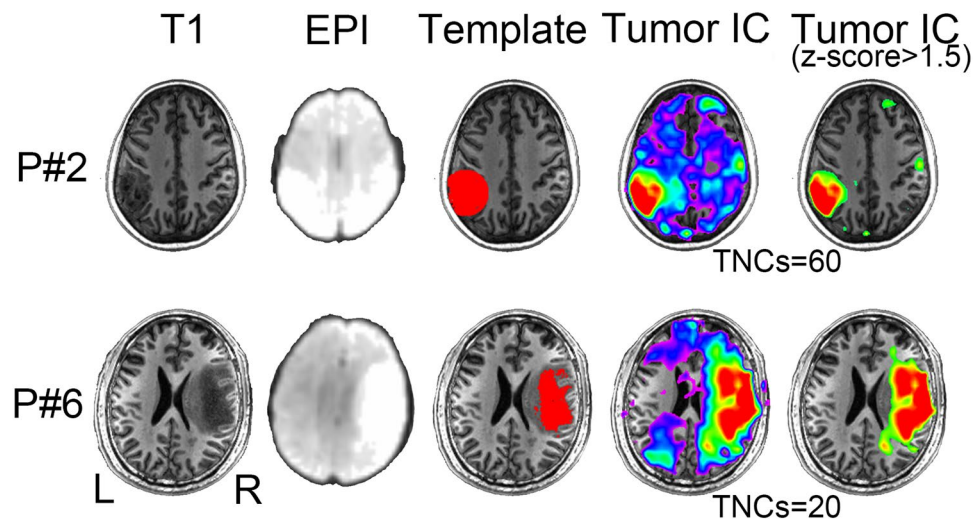 T1 EPI Template Tumor IC Tumor IC
(z-score>1.5)
P#2
TNCs=60
P#6
L R
TNCs=20